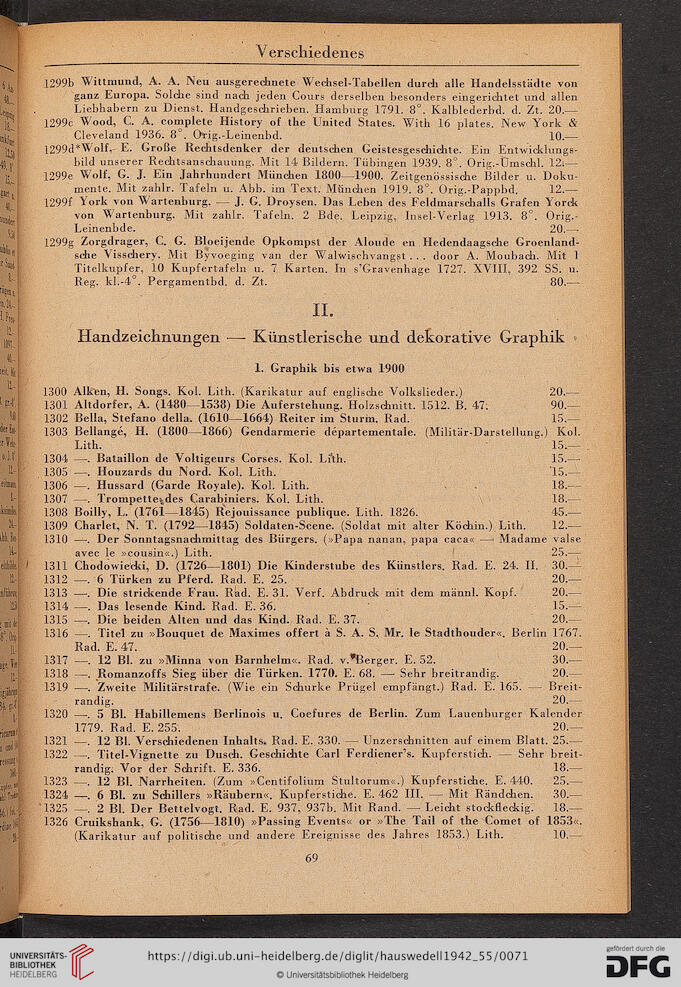 Verschiedenes
1299b Wittmund, A. A. Neu ausgerechnete Wechsel-Tabellen durch alle Handelsstädte von
ganz Europa. Solche sind nach jeden Cours derselben besonders eingerichtet und allen
Liebhabern zu Dienst. Handgeschrieben. Hamburg 1791. 8°. Kalblederbd. d. Zt. 20.—
1299c Wood, C. A. complete History of the United States. With 16 plates. New York &
Cleveland 1936. 8°. Orig.-Leinenbd. 10.—
1299d*Wolf, E. Große Rechtsdenker der deutschen Geistesgeschichte. Ein Entwicklungs-
bild unserer Rechtsanschauung. Mit 14 Bildern. Tübingen 1939. 8°. Orig.-Umschl. 12.—
1299e Wolf, G. J. Ein Jahrhundert München 1800—1900. Zeitgenössische Bilder u. Doku-
mente. Mit zahlr. Tafeln u. Abb. im Text. München 1919. 8°. Orig.-Pappbd. 12.—
1299f York von Wartenburg. — J. G. Droysen. Das Leben des Feldmarschalls Grafen Yorck
von Wartenburg. Mit zahlr. Tafeln. 2 Bde. Leipzig, Insel-Verlag 1913. 8°. Orig.-
Leinenbde. 20.—
1299g Zorgdrager, C. G. Bloeijende Opkompst der Aloude en Hedendaagsche Groenland-
sche Visschery. Mit Byvoeging van der Walwischvangst... door A. Moubach. Mit 1
Titelkupfer, 10 Kupfertafeln u. 7 Karten. In s'Gravenhage 1727. XVIII, 392 SS. u.
Reg. kl.-4°. Pergamentbd. d. Zt. 80.—
II.
Handzeichnungen — Künstlerische und dekorative Graphik
1. Graphik bis etwa 1900
1300 Alken, H. Songs. Kol. Lith. (Karikatur auf englische Volkslieder.) 20.—
1301 Altdorfer, A. (1480—1538) Die Auferstehung. Holzschnitt. 1512. B. 47. 90.—
1302 Bella, Stefano della. (1610—1664) Reiter im Sturm. Rad. 15.—
1303 Bellangé, H. (1800—1866) Gendarmerie départementale. (Militär-Darstellung.) Kol.
Lith. 15.—
1304 —. Bataillon de Voltigeurs Corses. Kol. Lith. 15.—
1305 —. Houzards du Nord. Kol. Lith. 15.—
1306 —. Hussard (Garde Royale). Kol. Lith. 18.—
1307 —. Trompette des Carabiniers. Kol. Lith. 18.—
1308 Boilly, L. (1761—1845) Rejouissance publique. Lith. 1826. 45.—
1309 Charlet, N. T. (1792—1845) Soldaten-Scene. (Soldat mit alter Köchin.) Lith. 12.—
1310 —. Der Sonntagsnachmittag des Bürgers. (»Papa nanan, papa caca« — Madame valse
avec le »cousin«.) Lith. 25.—
1311 Chodowiecki, D. (1726—1801) Die Kinderstube des Künstlers. Rad. E. 24. II. 30.—
1312 —. 6 Türken zu Pferd. Rad. E. 25. 20.—
1313 —. Die strickende Frau. Rad. E. 31. Verf. Abdruck mit dem männl. Kopf. 20.—
1314 —. Das lesende Kind. Rad. E. 36. 15.—
1315 —. Die beiden Alten und das Kind. Rad. E. 37. 20.—
1316 —. Titel zu »Bouquet de Maximes offert à S. A. S. Mr. le Stadthouder«. Berlin 1767.
Rad. E. 47. 20.—
1317 —. 12 Bl. zu »Minna von Barnhelm«. Rad. v. Berger. E. 52. 30.—
1318 —. Romanzoffs Sieg über die Türken. 1770. E. 68. — Sehr breitrandig. 20.—
1319 —. Zweite Militärstrafe. (Wie ein Schurke Prügel empfängt.) Rad. E. 165. — Breit-
randig. 20.—
1320 —. 5 Bl. Habillemens Berlinois u. Coefures de Berlin. Zum Lauenburger Kalender
1779. Rad. E. 255. 20.—
1321 —. 12 Bl. Verschiedenen Inhalts. Rad. E. 330. — Unzerschnitten auf einem Blatt. 25.—
1322 —. Titel-Vignette zu Dusch. Geschichte Carl Ferdiener's. Kupferstich. — Sehr breit-
randig. Vor der Schrift. E. 336. 18.—
1323 —. 12 Bl. Narrheiten. (Zum »Centifolium Stultorum«.) Kupferstiche. E. 440. 25.—
1324 —. 6 Bl. zu Schillers »Räubern«. Kupferstiche. E. 462 III. — Mit Rändchen. 30.—
1325 —. 2 Bl. Der Bettelvogt. Rad. E. 937, 937b. Mit Rand. — Leicht stockfleckig. 18.—
1326 Cruikshank, G. (1756—1810) »Passing Events« or »The Tail of the Comet of 1853«.
(Karikatur auf politische und andere Ereignisse des Jahres 1853.) Lith. 10.—
69
UNIVERSITÄTS-
BIBLIOTHEK
HEIDELBERG
https://digi.ub.uni-heidelberg.de/diglit/hauswedell1942_55/0071
© Universitätsbibliothek Heidelberg
gefördert durch die
DFG